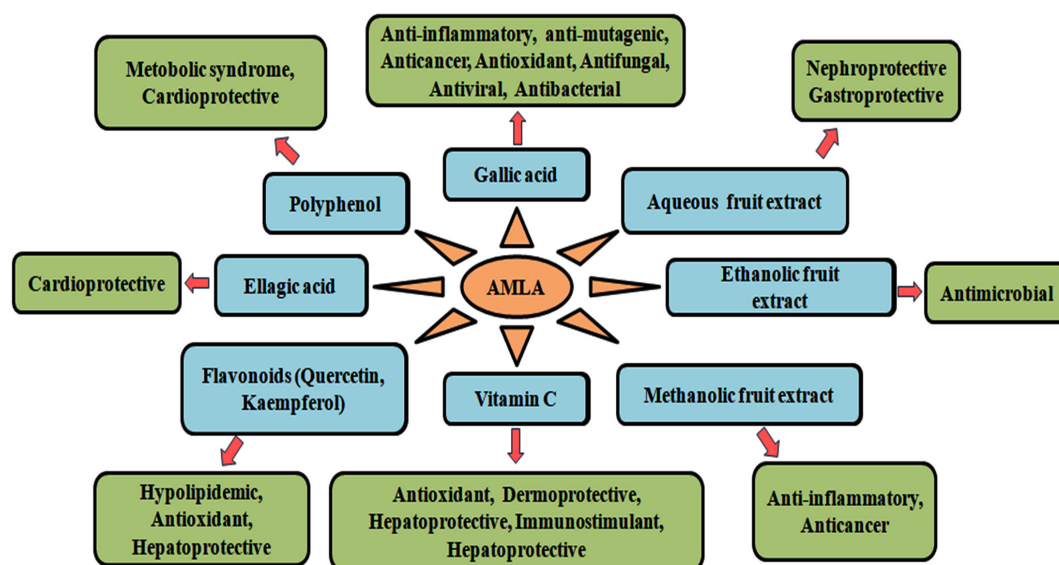 Anti-inflammatory, anti-mutagenic,
Anticancer, Antioxidant, Antifungal,
Antiviral, Antibacterial
Metobolic syndrome,
Cardioprotective
Nephroprotective
Gastroprotective
Gallic acid
Polyphenol
Aqueous fruit extract
Cardioprotective
Ellagic acid
AMLA
Ethanolic fruit
extract
Antimicrobial
Flavonoids (Quercetin,
Kaempferol)
Vitamin C
Methanolic fruit extract
Hypolipidemic,
Antioxidant,
Hepatoprotective
Antioxidant, Dermoprotective,
Hepatoprotective, Immunostimulant,
Hepatoprotective
Anti-inflammatory,
Anticancer